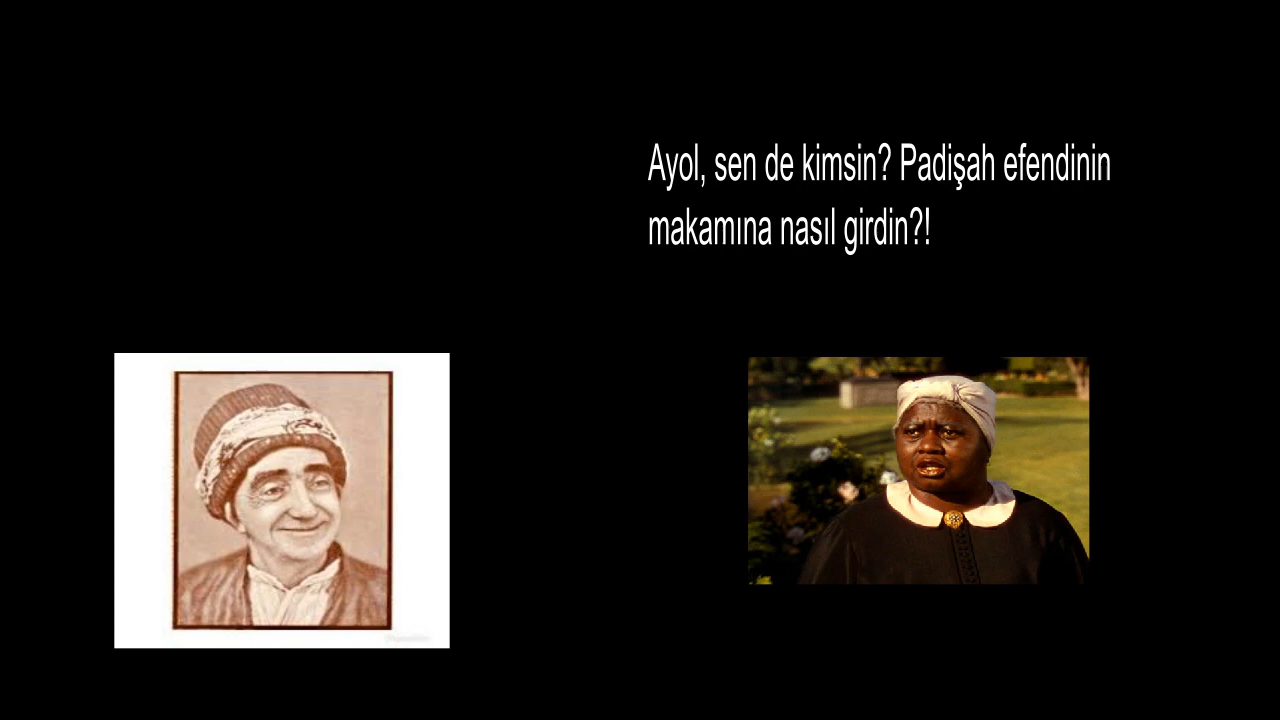 Ayol, sen de kimsin? Padişah efendinin
makamına nasıl girdin?!